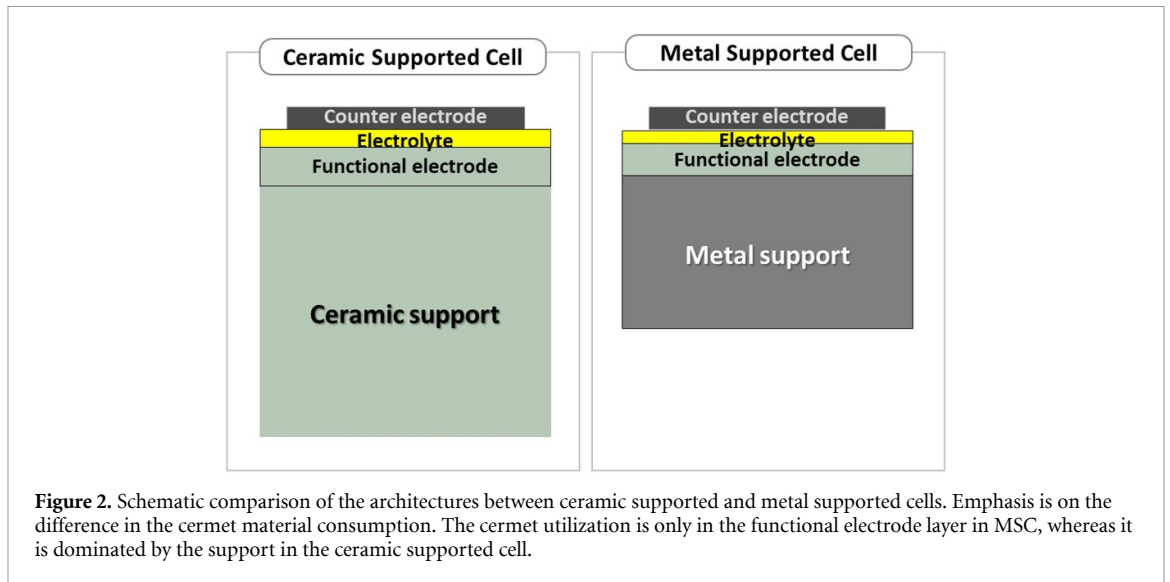 Ceramic Supported Cell
Counter electrode
Electrolyte
Functional electrode
Ceramic support
Metal Supported Cell
Counter electrode
Electrolyte
Functional electrode
Metal support
Figure 2. Schematic comparison of the architectures between ceramic supported and metal supported cells. Emphasis is on the
difference in the cermet material consumption. The cermet utilization is only in the functional electrode layer in MSC, whereas it
is dominated by the support in the ceramic supported cell.